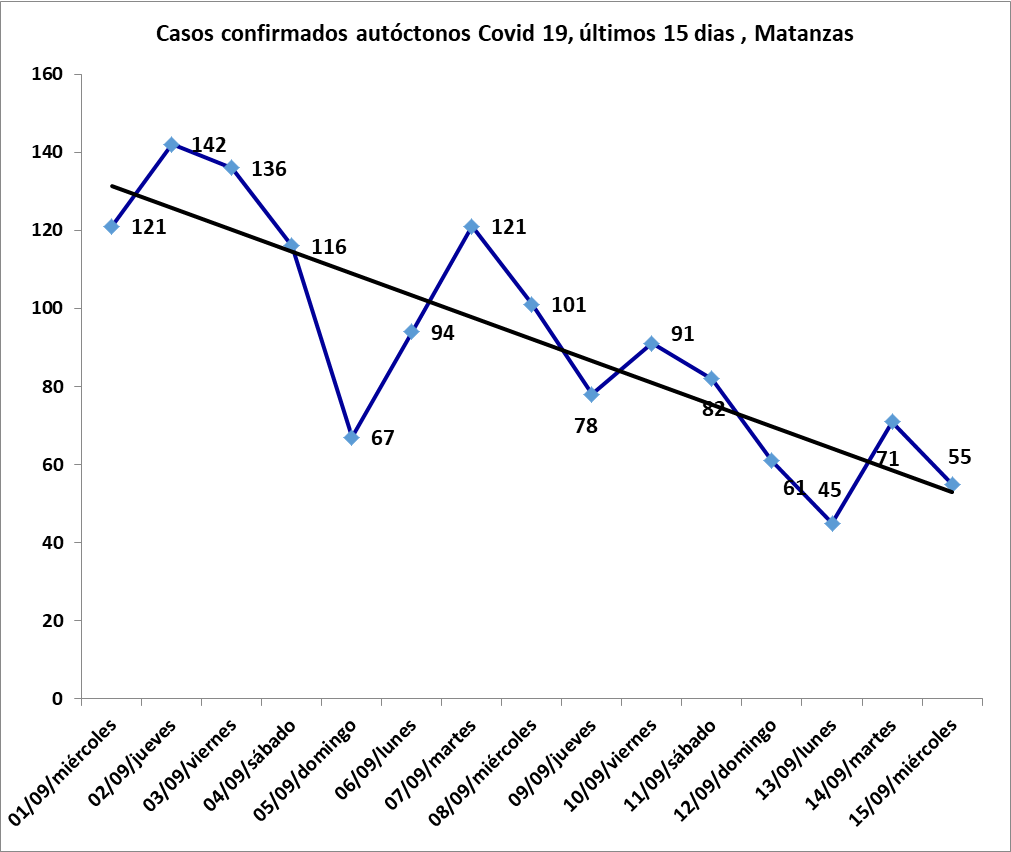 Casos confirmados autóctonos Covid 19, últimos 15 dias , Matanzas
160
140
120
100
80
60
40
20
0
121
142
136
116
67
94
121
101
78
91
82
61
45
71
55
01/09/miércoles
02/09/jueves
03/09/viernes
04/09/sábado
05/09/domingo
06/09/lunes
07/09/martes
08/09/miércoles
09/09/jueves
10/09/viernes
11/09/sábado
12/09/domingo
13/09/lunes
14/09/martes
15/09/miércoles